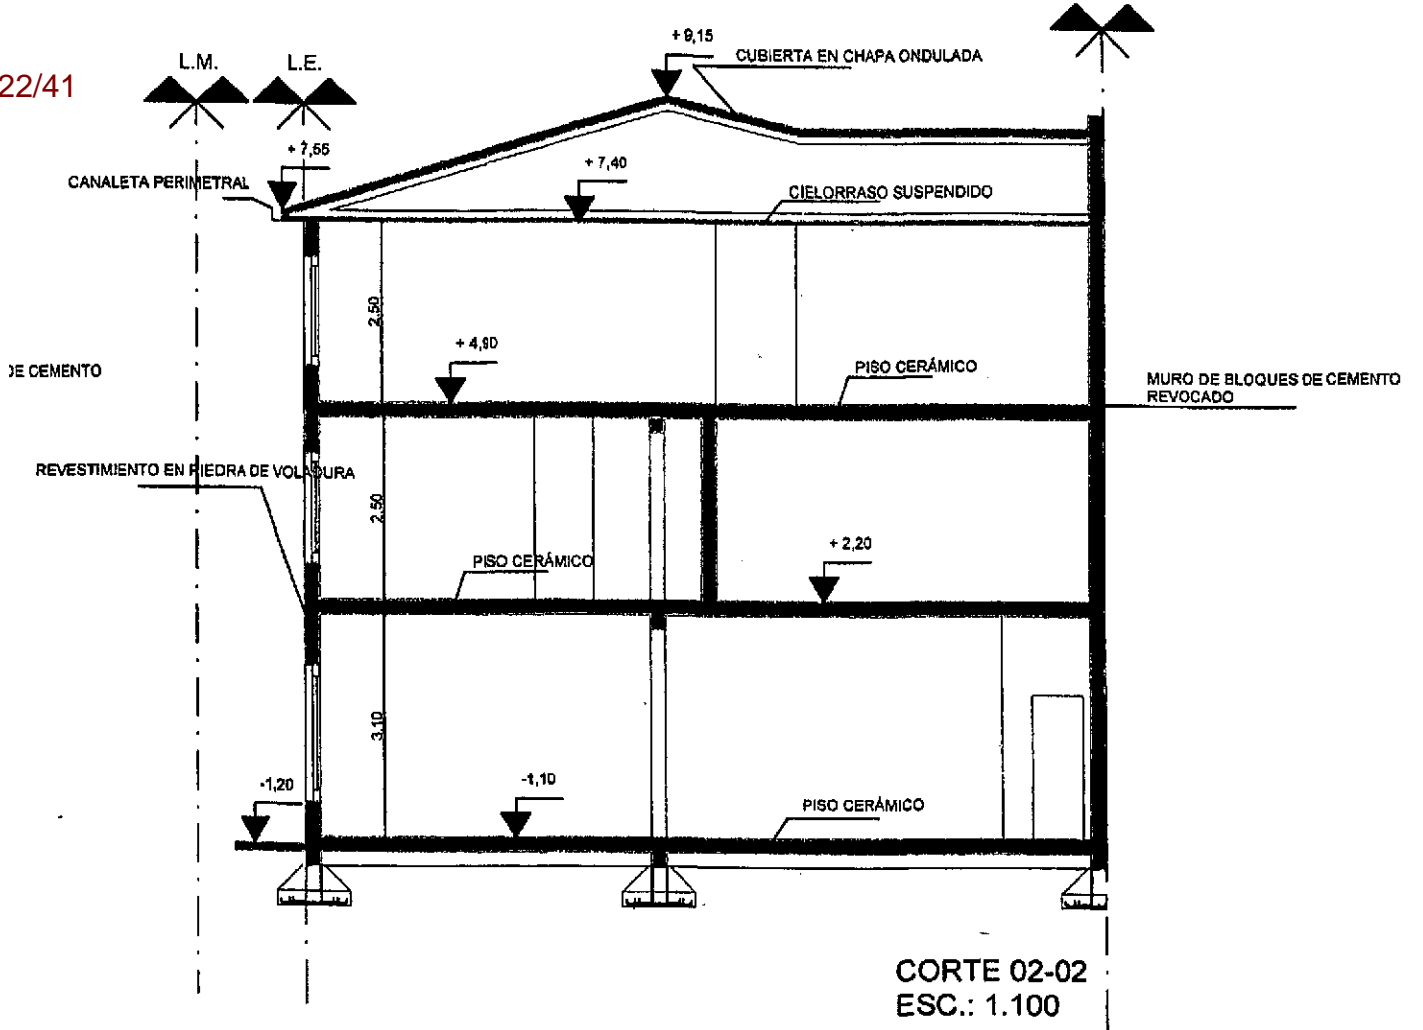 + 9,15
CUBIERTA EN CHAPA ONDULADA
L.M.
L.E.
22/41
+ 7,55
+ 7,40
CANALETA PERIMETRAL
CIELORRASO SUSPENDIDO
2.50
+ 4,90
DE CEMENTO
PISO CERÁMICO
MURO DE BLOQUES DE CEMENTO
REVOCADO
REVESTIMIENTO EN PIEDRA DE VOLADURA
2.50
+ 2,20
PISO CERÁMICO
3.10
-1,20
-1,10
PISO CERÁMICO
CORTE 02-02
ESC.: 1.100